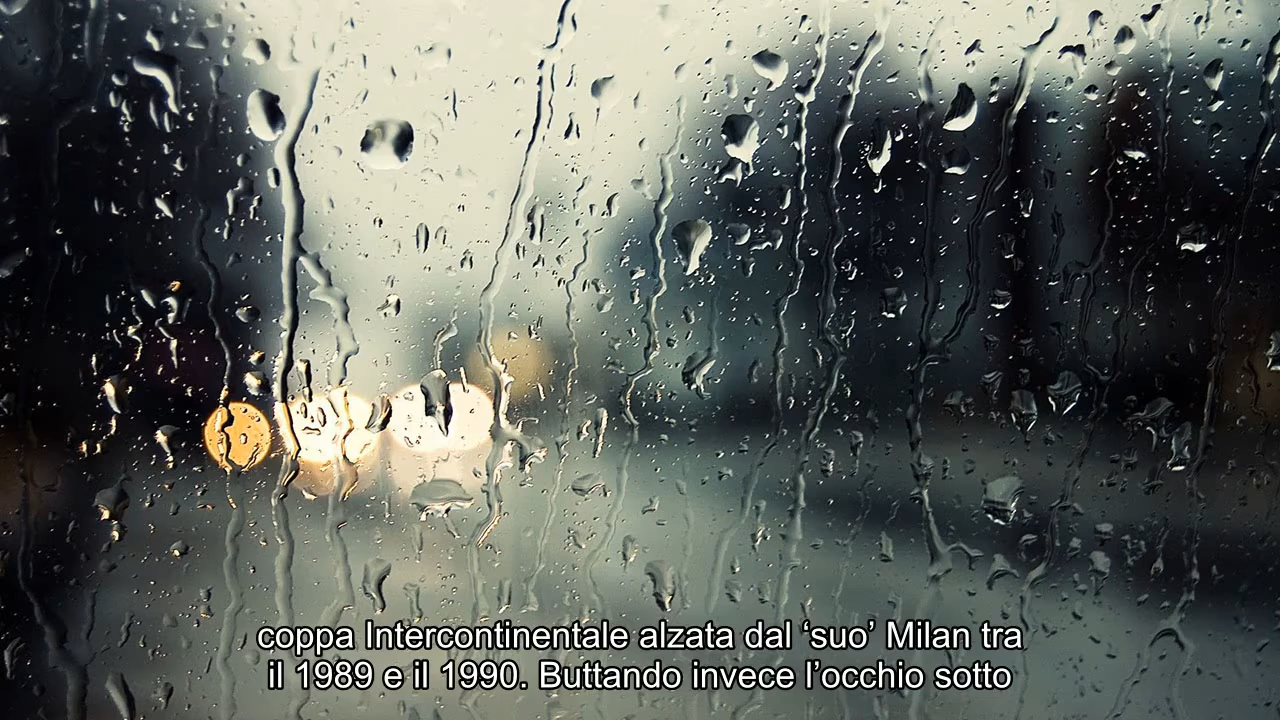 coppa Intercontinentale alzata dal ‘suo’ Milan tra
il 1989 e il 1990. Buttando invece l’occhio sotto